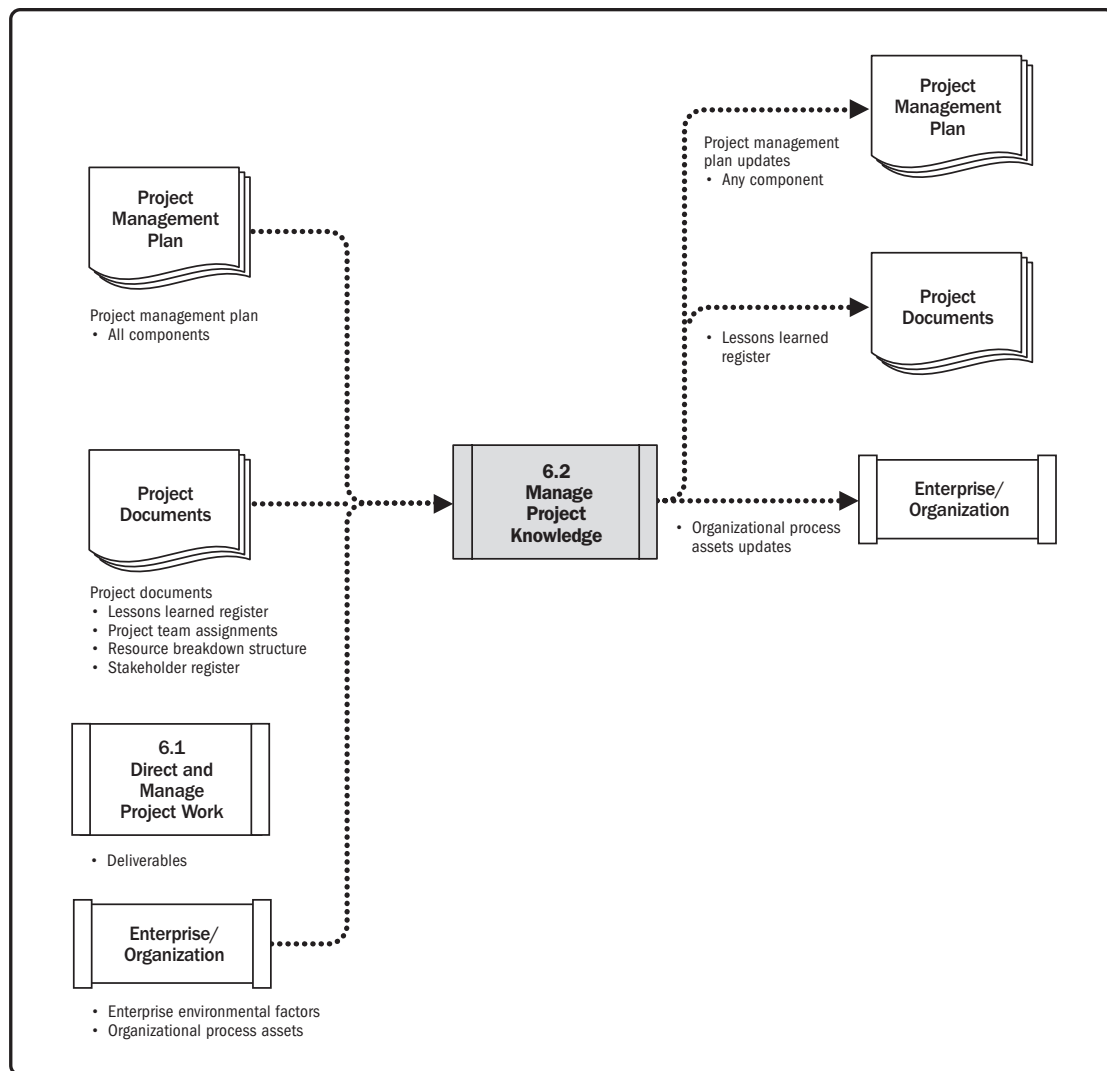 Project
Management
Plan
Project management plan
• All components
Project
Documents
Project documents
• Lessons learned register
• Project team assignments
• Resource breakdown structure
• Stakeholder register
6.1
Direct and
Manage
Project Work
• Deliverables
Enterprise/
Organization
• Enterprise environmental factors
• Organizational process assets
6.2
Manage
Project
Knowledge
Project management
plan updates
• Any component
Project
Management
Plan
• Lessons learned
register
Project
Documents
• Organizational process
assets updates
Enterprise/
Organization